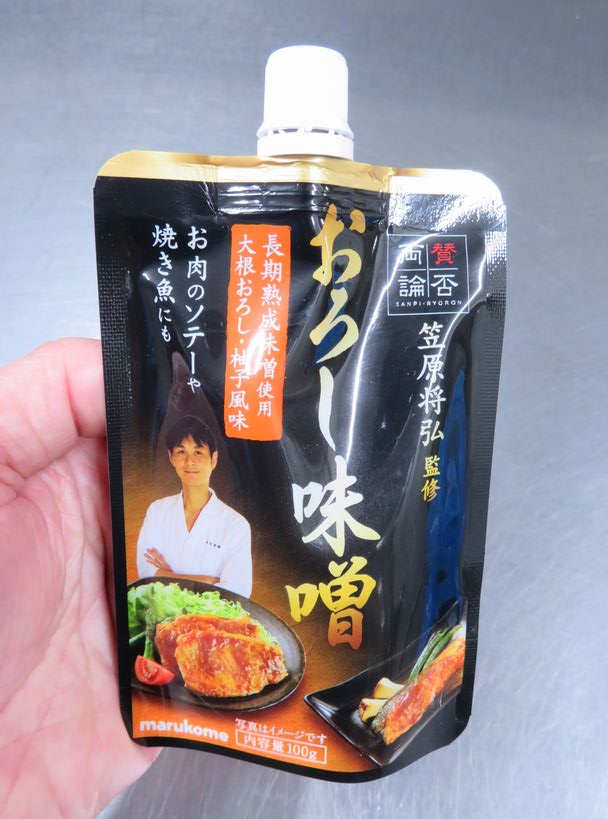 賛否
両論
SANPI-RYORON
笠原将弘 監修
おろし味噌
長期熟成味噌使用
大根おろし・柚子風味
お肉のソテーや
焼き魚にも
marukome
写真はイメージです
内容量100g